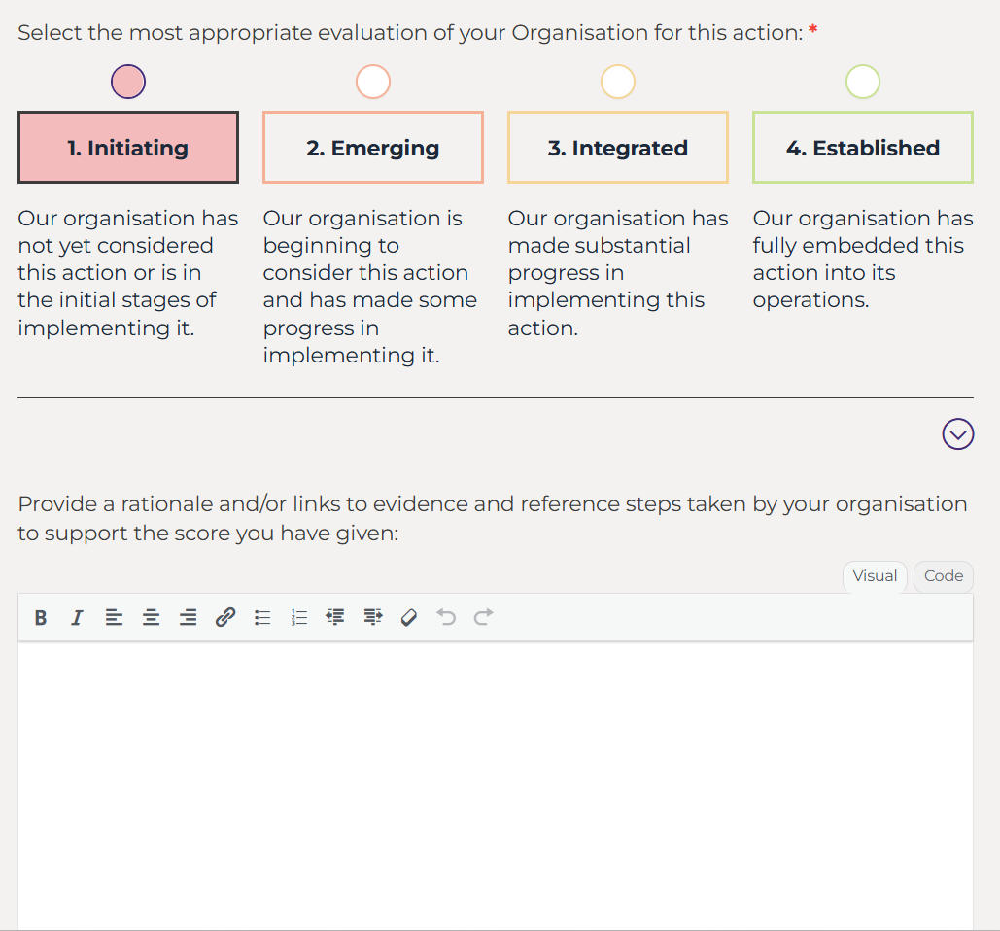 Select the most appropriate evaluation of your Organisation for this action: *
1. Initiating
Our organisation has
not yet considered
this action or is in
the initial stages of
implementing it.
2. Emerging
Our organisation is
beginning to
consider this action
and has made some
progress in
implementing it.
3. Integrated
Our organisation has
made substantial
progress in
implementing this
action.
4. Established
Our organisation has
fully embedded this
action into its
operations.
Provide a rationale and/or links to evidence and reference steps taken by your organisation
to support the score you have given:
Visual Code
B I